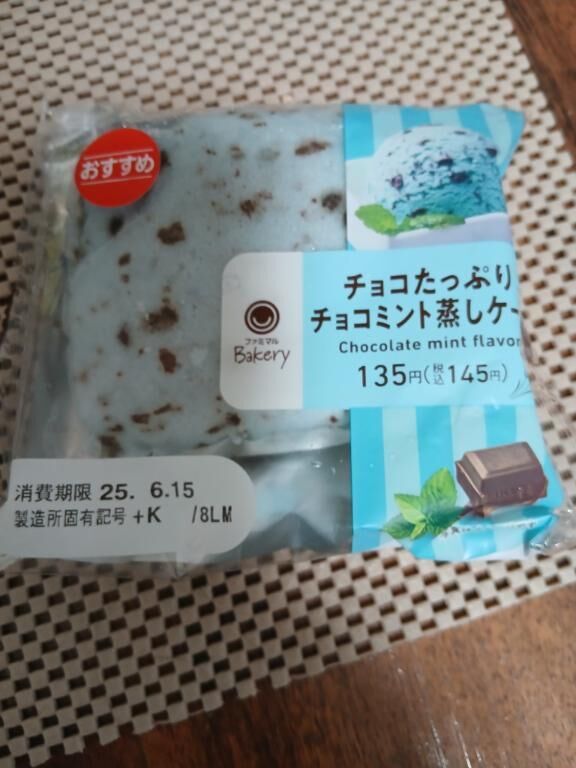 おすすめ
チョコたっぷり
チョコミント蒸しケー
Chocolate mint flavor
ファミマル
Bakery
135円(税込145円)
消費期限 25. 6.15
製造所固有記号 +K /8LM